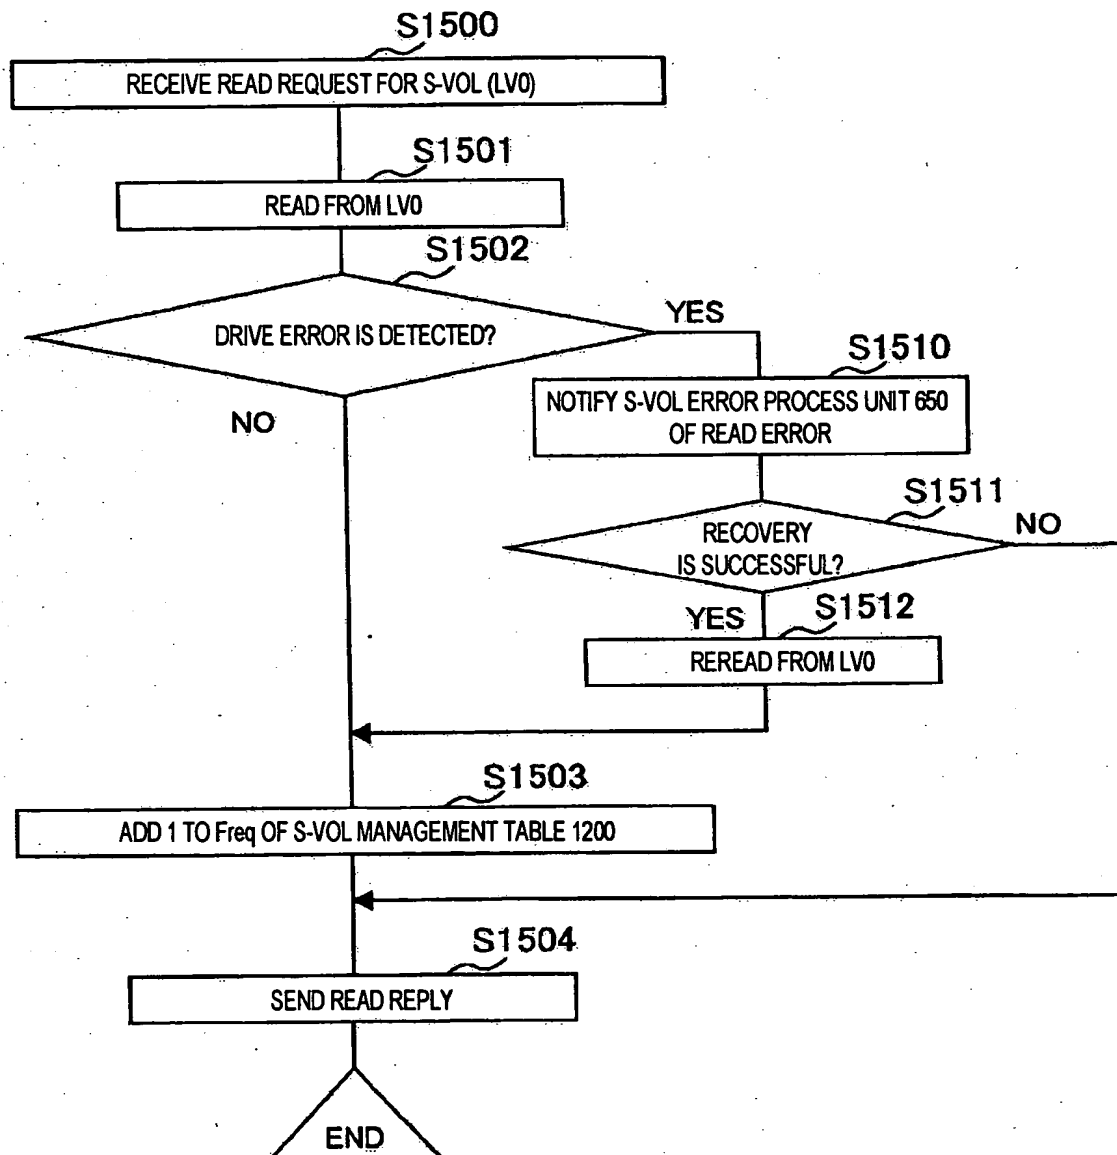 S1500
RECEIVE READ REQUEST FOR S-VOL (LV0)
S1501
READ FROM LV0
S1502
DRIVE ERROR IS DETECTED?
YES
NO
S1510
NOTIFY S-VOL ERROR PROCESS UNIT 650
OF READ ERROR
S1511
RECOVERY
IS SUCCESSFUL?
NO
YES
S1512
REREAD FROM LV0
S1503
ADD 1 TO Freq OF S-VOL MANAGEMENT TABLE 1200
S1504
SEND READ REPLY
END